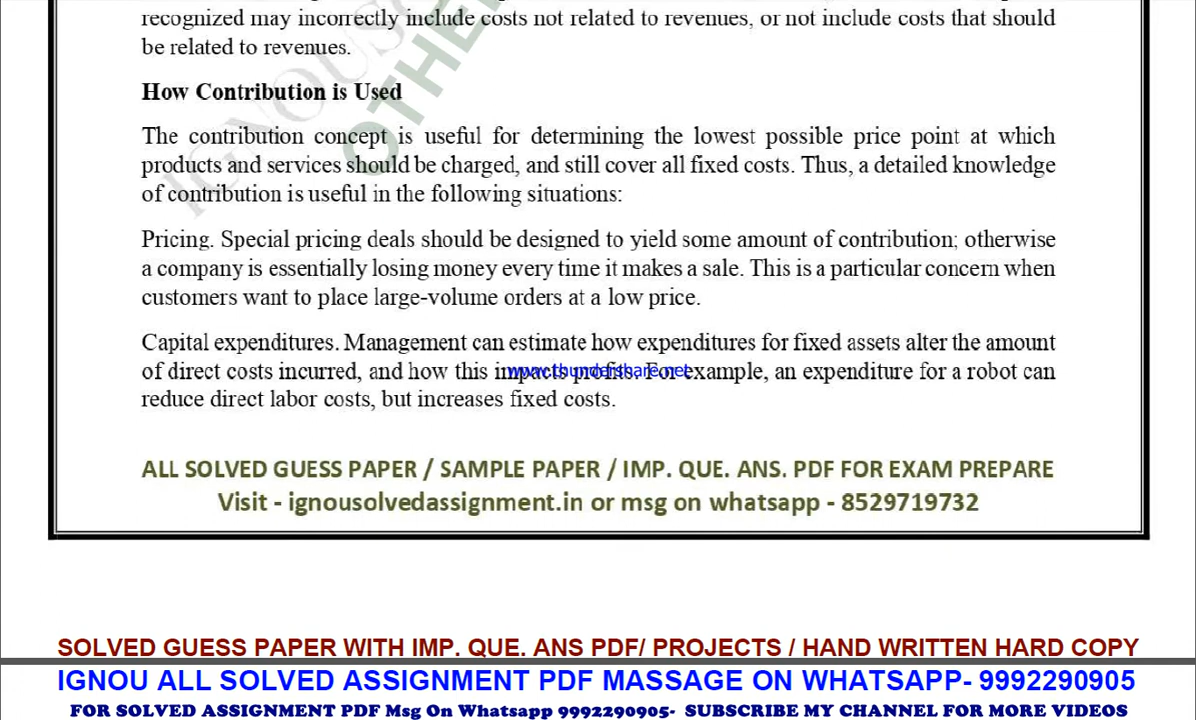 recognized may incorrectly include costs not related to revenues, or not include costs that should
be related to revenues.
How Contribution is Used
The contribution concept is useful for determining the lowest possible price point at which
products and services should be charged, and still cover all fixed costs. Thus, a detailed knowledge
of contribution is useful in the following situations:
Pricing. Special pricing deals should be designed to yield some amount of contribution; otherwise
a company is essentially losing money every time it makes a sale. This is a particular concern when
customers want to place large-volume orders at a low price.
Capital expenditures. Management can estimate how expenditures for fixed assets alter the amount
of direct costs incurred, and how this impacts profits. For example, an expenditure for a robot can
www.thundershare.net
reduce direct labor costs, but increases fixed costs.
ALL SOLVED GUESS PAPER / SAMPLE PAPER / IMP. QUE. ANS. PDF FOR EXAM PREPARE
Visit - ignousolvedassignment.in or msg on whatsapp - 8529719732
SOLVED GUESS PAPER WITH IMP. QUE. ANS PDF/ PROJECTS / HAND WRITTEN HARD COPY
IGNOU ALL SOLVED ASSIGNMENT PDF MASSAGE ON WHATSAPP- 9992290905
FOR SOLVED ASSIGNMENT PDF Msg On Whatsapp 9992290905- SUBSCRIBE MY CHANNEL FOR MORE VIDEOS